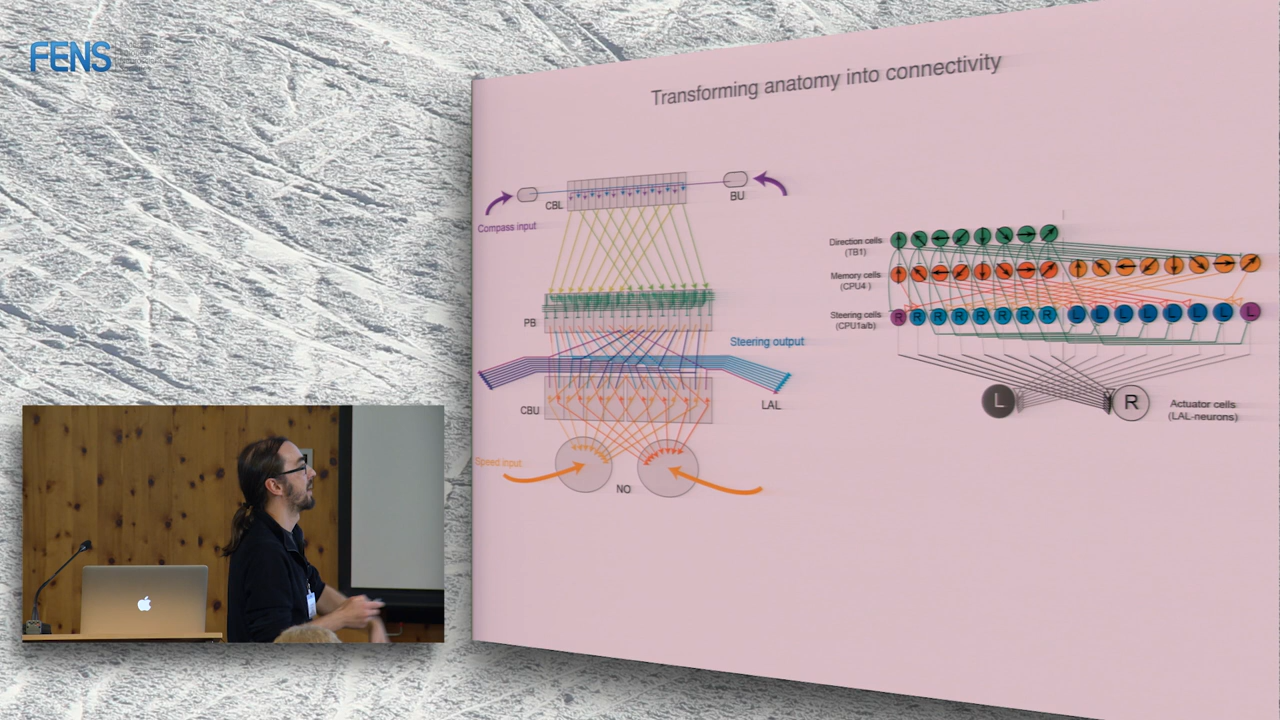 FENS
Transforming anatomy into connectivity
CBL
BU
Compass input
PB
Steering output
CBU
LAL
Speed input
NO
Direction cells
(TB1)
Memory cells
(CPU4)
Steering cells
(CPU1a/b)
R R R R R R R R L L L L L L L L
L
R
Actuator cells
(LAL-neurons)